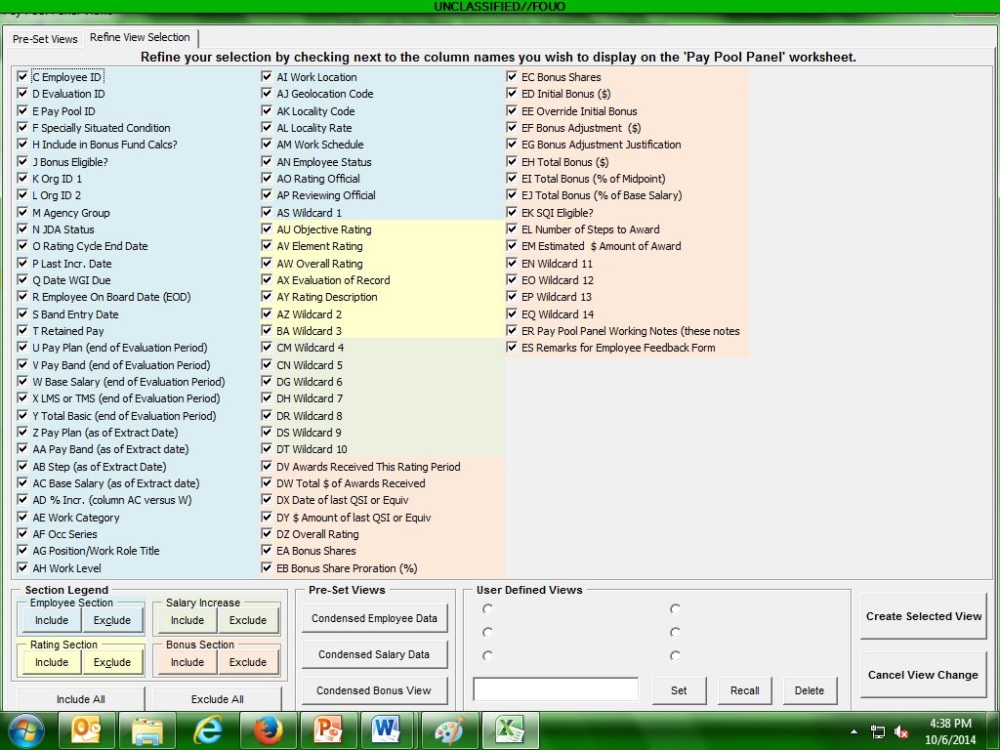 UNCLASSIFIED//FOUO
Pre-Set Views
Refine View Selection
Refine your selection by checking next to the column names you wish to display on the 'Pay Pool Panel' worksheet.
C Employee ID
D Evaluation ID
E Pay Pool ID
F Specially Situated Condition
H Include in Bonus Fund Calcs?
J Bonus Eligible?
K Org ID 1
L Org ID 2
M Agency Group
N JDA Status
O Rating Cycle End Date
P Last Incr. Date
Q Date WGI Due
R Employee On Board Date (EOD)
S Band Entry Date
T Retained Pay
U Pay Plan (end of Evaluation Period)
V Pay Band (end of Evaluation Period)
W Base Salary (end of Evaluation Period)
X LMS or TMS (end of Evaluation Period)
Y Total Basic (end of Evaluation Period)
Z Pay Plan (as of Extract Date)
AA Pay Band (as of Extract date)
AB Step (as of Extract Date)
AC Base Salary (as of Extract date)
AD % Incr. (column AC versus W)
AE Work Category
AF Occ Series
AG Position/Work Role Title
AH Work Level
AI Work Location
AJ Geolocation Code
AK Locality Code
AL Locality Rate
AM Work Schedule
AN Employee Status
AO Rating Official
AP Reviewing Official
AS Wildcard 1
AU Objective Rating
AV Element Rating
AW Overall Rating
AX Evaluation of Record
AY Rating Description
AZ Wildcard 2
BA Wildcard 3
CM Wildcard 4
CN Wildcard 5
DG Wildcard 6
DH Wildcard 7
DR Wildcard 8
DS Wildcard 9
DT Wildcard 10
DV Awards Received This Rating Period
DW Total $ of Awards Received
DX Date of last QSI or Equiv
DY $ Amount of last QSI or Equiv
DZ Overall Rating
EA Bonus Shares
EB Bonus Share Proration (%)
EC Bonus Shares
ED Initial Bonus ($)
EE Override Initial Bonus
EF Bonus Adjustment ($)
EG Bonus Adjustment Justification
EH Total Bonus ($)
EI Total Bonus (% of Midpoint)
EJ Total Bonus (% of Base Salary)
EK SQI Eligible?
EL Number of Steps to Award
EM Estimated $ Amount of Award
EN Wildcard 11
EO Wildcard 12
EP Wildcard 13
EQ Wildcard 14
ER Pay Pool Panel Working Notes (these notes
ES Remarks for Employee Feedback Form
Section Legend
Employee Section
Include Exclude
Salary Increase
Include Exclude
Rating Section
Include Exclude
Bonus Section
Include Exclude
Include All
Exclude All
Pre-Set Views
Condensed Employee Data
Condensed Salary Data
Condensed Bonus View
User Defined Views
Set
Recall
Delete
Create Selected View
Cancel View Change
4:38 PM
10/6/2014